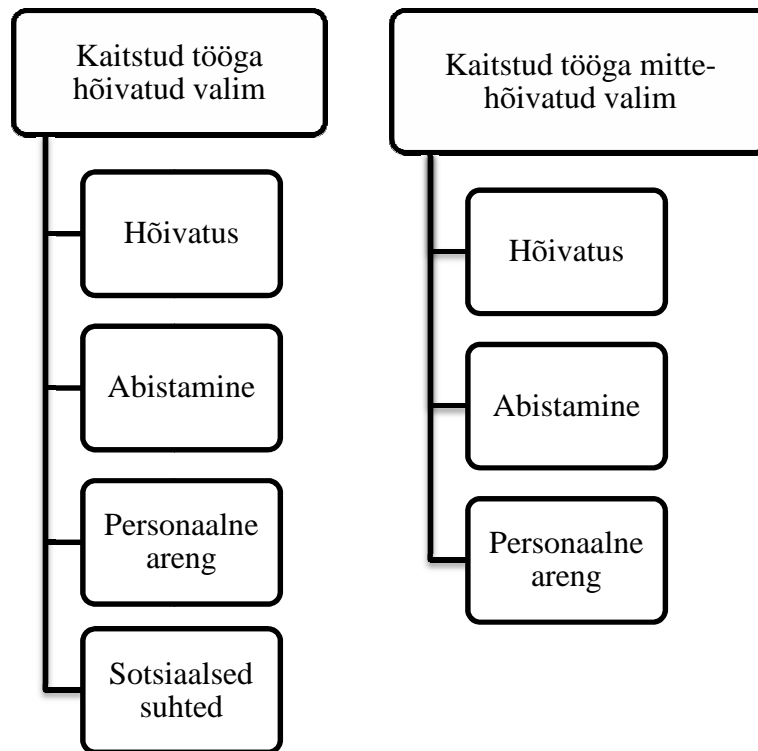 Kaitstud tööga
hõivatud valim
Hõivatus
Abistamine
Personaalne
areng
Sotsiaalsed
suhted
Kaitstud tööga mitte-
hõivatud valim
Hõivatus
Abistamine
Personaalne
areng